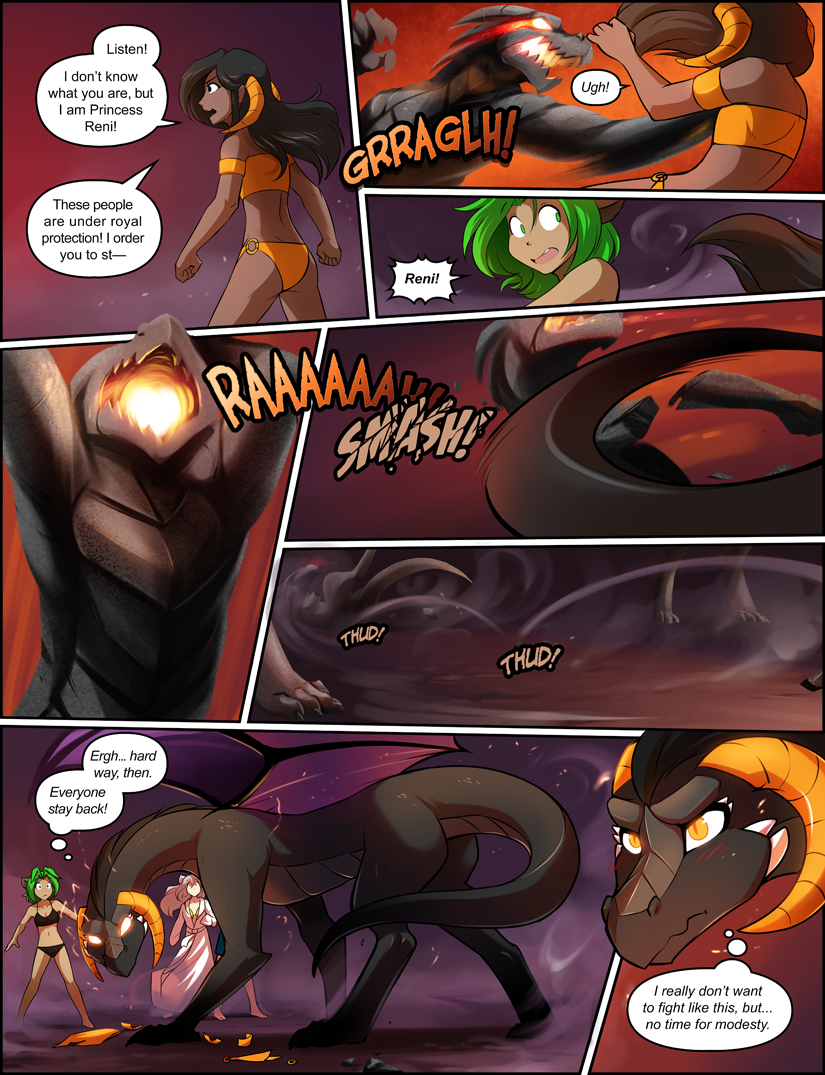 Listen!
I don't know
what you are, but
I am Princess
Reni!
These people
are under royal
protection! I order
you to st—
Ugh!
GRRAGLH!
Reni!
RAAAAAA
SMASH!
THUD!
THUD!
Ergh... hard
way, then.
Everyone
stay back!
I really don't want
to fight like this, but...
no time for modesty.